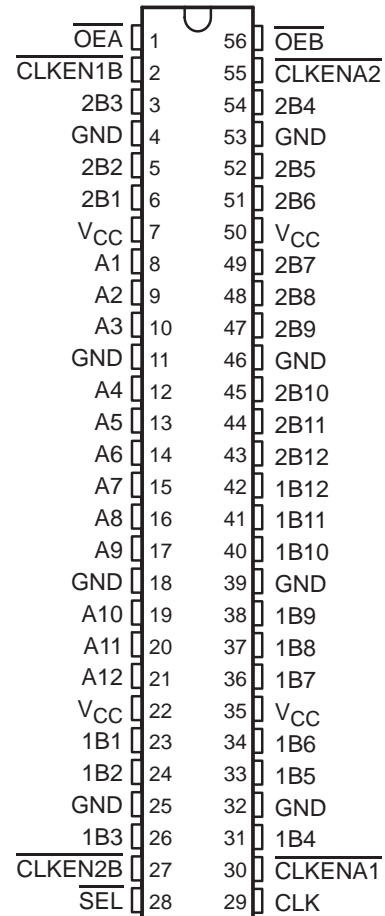 OEA 1 56 OEB
CLKEN1B 2 55 CLKENA2
2B3 3 54 2B4
GND 4 53 GND
2B2 5 52 2B5
2B1 6 51 2B6
VCC 7 50 VCC
A1 8 49 2B7
A2 9 48 2B8
A3 10 47 2B9
GND 11 46 GND
A4 12 45 2B10
A5 13 44 2B11
A6 14 43 2B12
A7 15 42 1B12
A8 16 41 1B11
A9 17 40 1B10
GND 18 39 GND
A10 19 38 1B9
A11 20 37 1B8
A12 21 36 1B7
VCC 22 35 VCC
1B1 23 34 1B6
1B2 24 33 1B5
GND 25 32 GND
1B3 26 31 1B4
CLKEN2B 27 30 CLKENA1
SEL 28 29 CLK